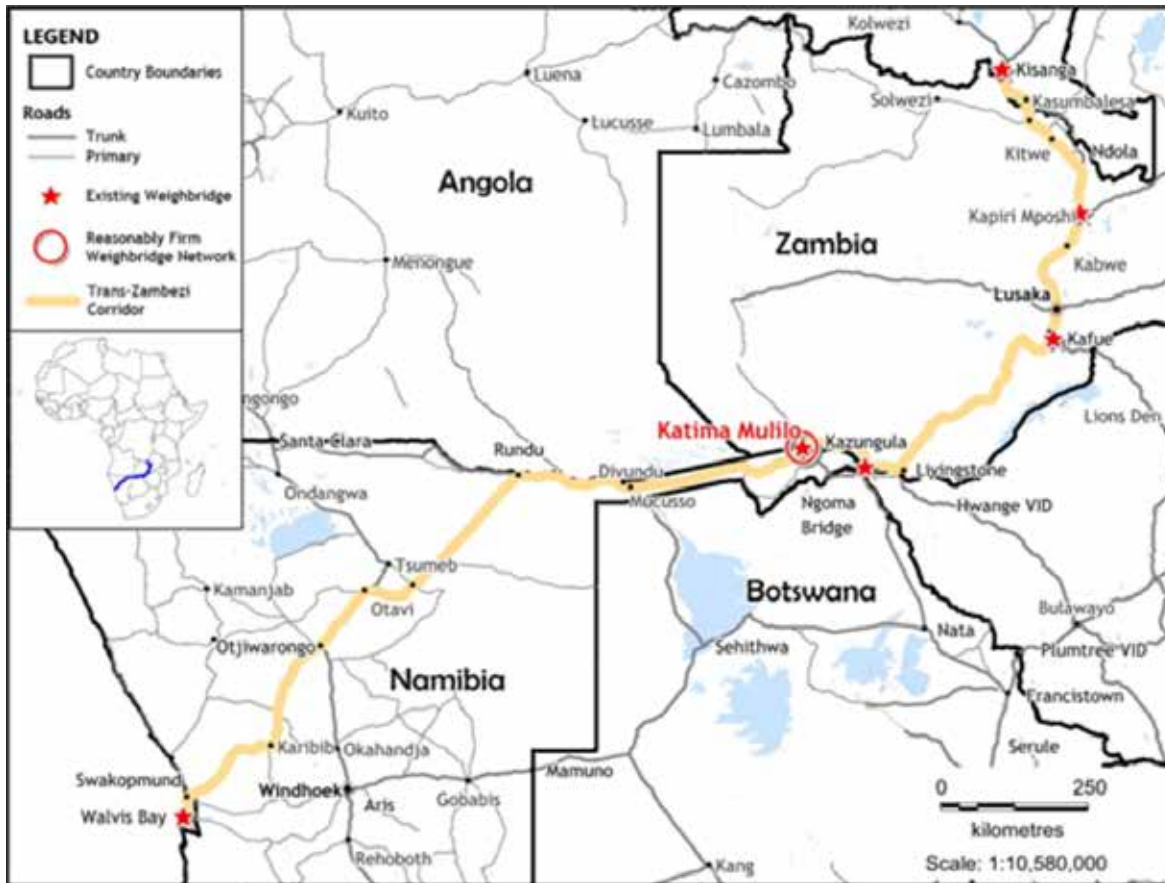 LEGEND
Country Boundaries
Roads
Trunk
Primary
Existing Weighbridge
Reasonably Firm
Weighbridge Network
Trans-Zambezi
Corridor
Kolwezi
Kisanga
Luena
Cazombo
Solwezi
Kasumbalesa
Kuito
Lucusse
Lumbala
Kitwe
Ndola
Angola
Kapiri Mposhi
Zambia
Menongue
Kabwe
Lusaka
Kafue
ngongo
Lions Den
Santa Clara
Katima Mulilo
Kazungula
Rundu
Divundu
Livingstone
Ondangwa
Mucusso
Ngoma
Bridge
Hwange VID
Tsumeb
Kamanjab
Otavi
Botswana
Bulawayo
Otjiwarongo
Nata
Sehithwa
Plumtree VID
Namibia
Francistown
Karibib
Okahandja
Serule
Swakopmund
Mamuno
Windhoek
Gobabis
Aris
Walvis Bay
Rehoboth
Kang
0 250
kilometres
Scale: 1:10,580,000